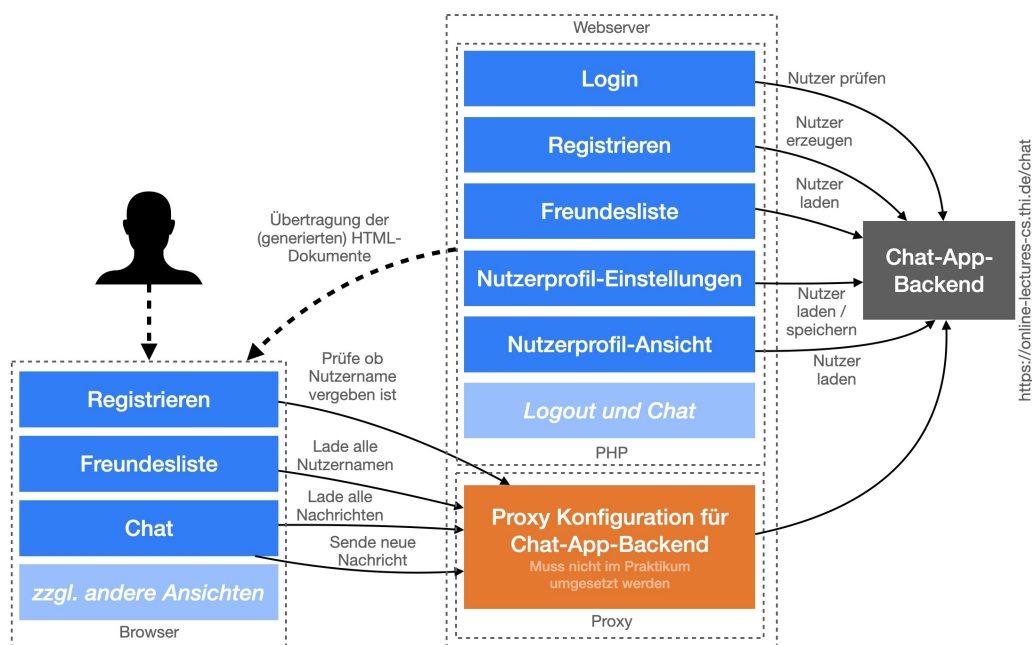 Webserver
Login
Registrieren
Freundesliste
Nutzerprofil-Einstellungen
Nutzerprofil-Ansicht
Logout und Chat
PHP
Nutzer prüfen
Nutzer
erzeugen
Nutzer
laden
Nutzer
laden /
speichern
Nutzer
laden
Chat-App-
Backend
https://online-lectures-cs.thi.de/chat
Übertragung der
(generierten) HTML-
Dokumente
Registrieren
Freundesliste
Chat
zzgl. andere Ansichten
Browser
Prüfe ob
Nutzername
vergeben ist
Lade alle
Nutzernamen
Lade alle
Nachrichten
Sende neue
Nachricht
Proxy Konfiguration für
Chat-App-Backend
Muss nicht im Praktikum
umgesetzt werden
Proxy